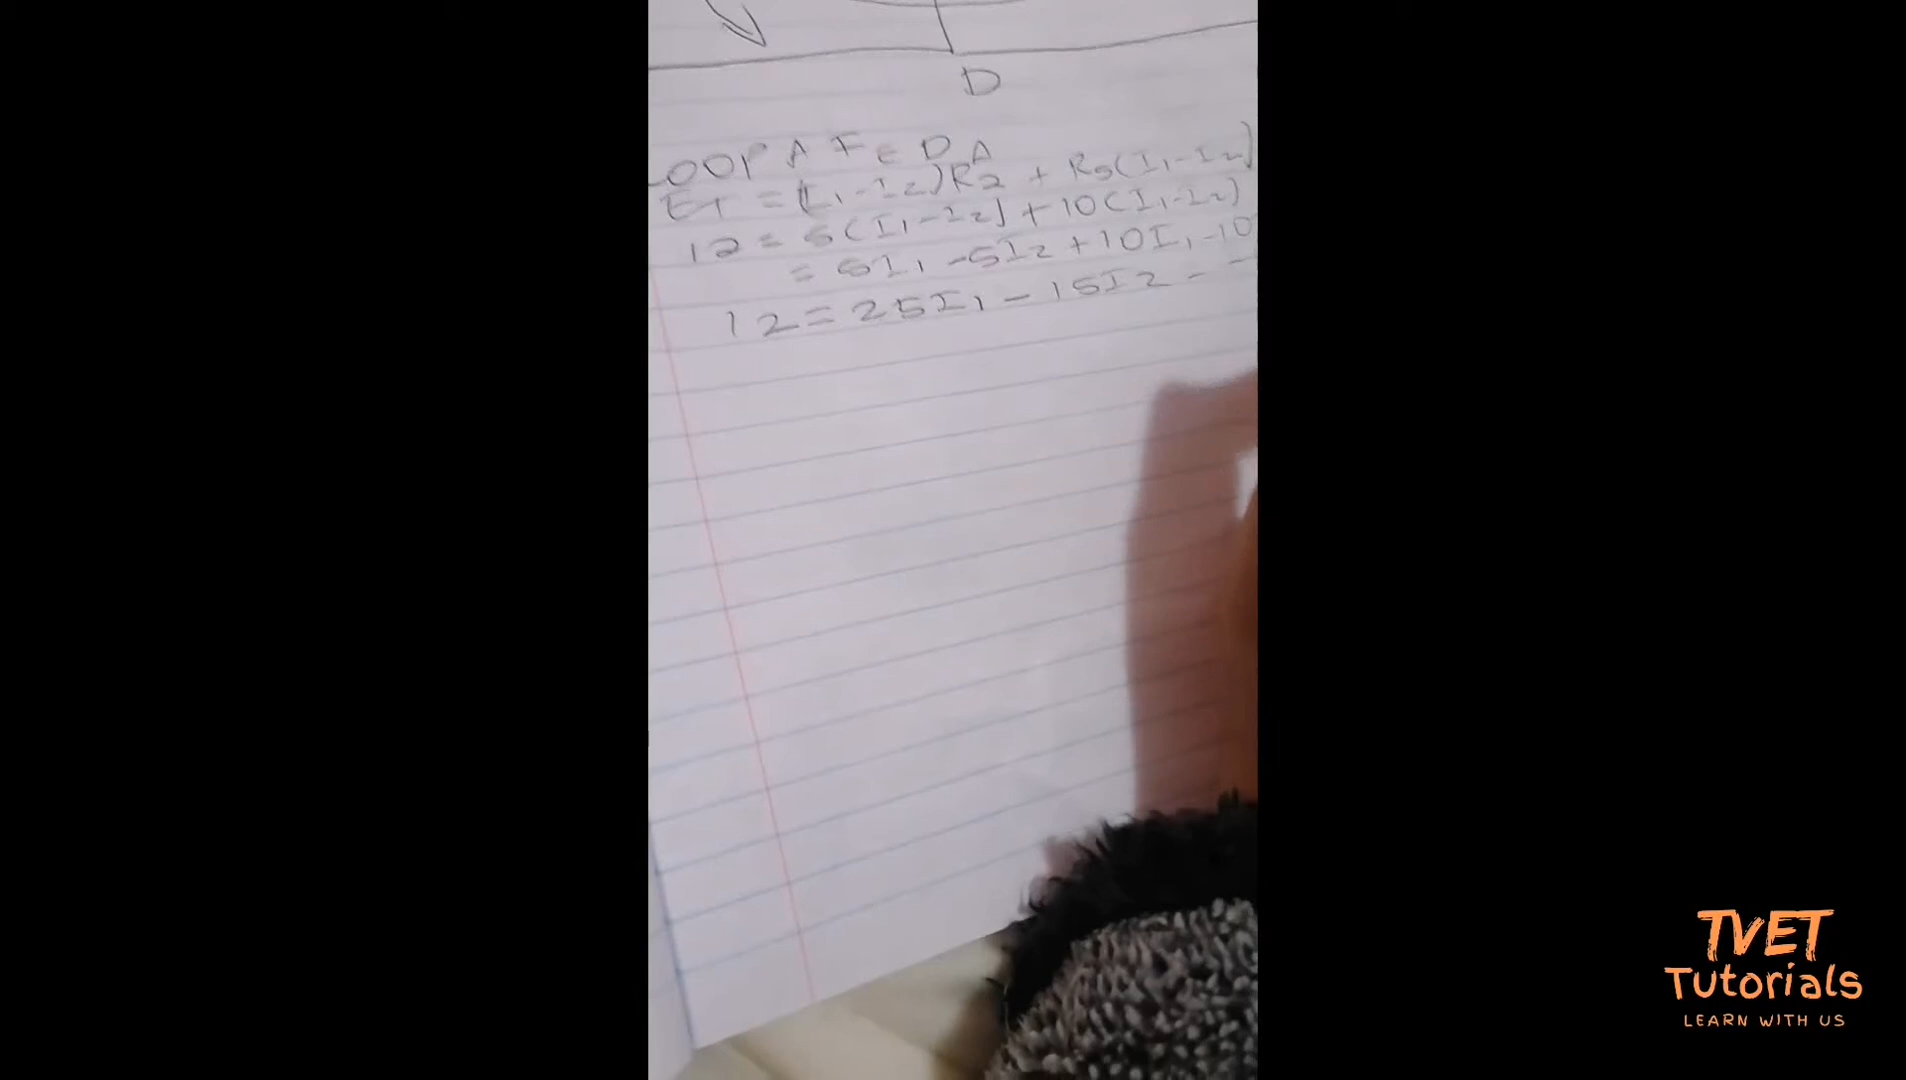 D
LOOP A F E D A
ET = (I1 - I2)R2 + R5(I1 - I2)
12 = 5(I1 - I2) + 10(I1 - I2)
= 5I1 - 5I2 + 10I1 - 10
12 = 25I1 - 15I2 - -
TVET
Tutorials
LEARN WITH US